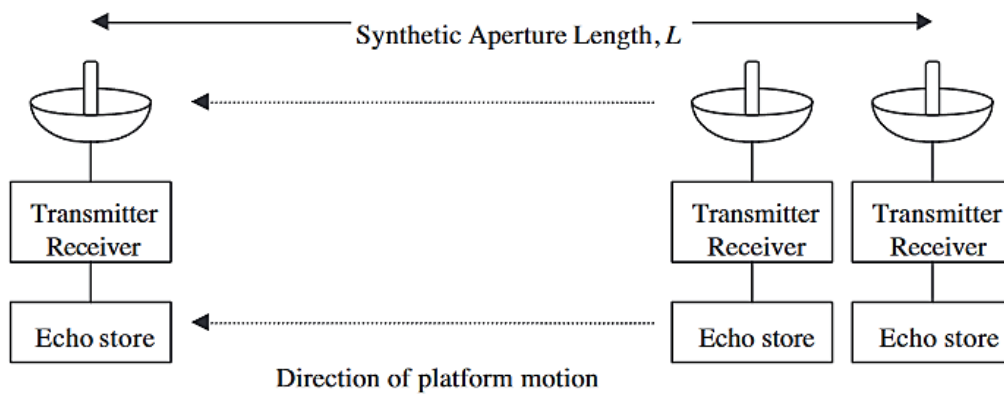 Synthetic Aperture Length, L
Transmitter
Receiver
Transmitter
Receiver
Transmitter
Receiver
Echo store
Echo store
Echo store
Direction of platform motion